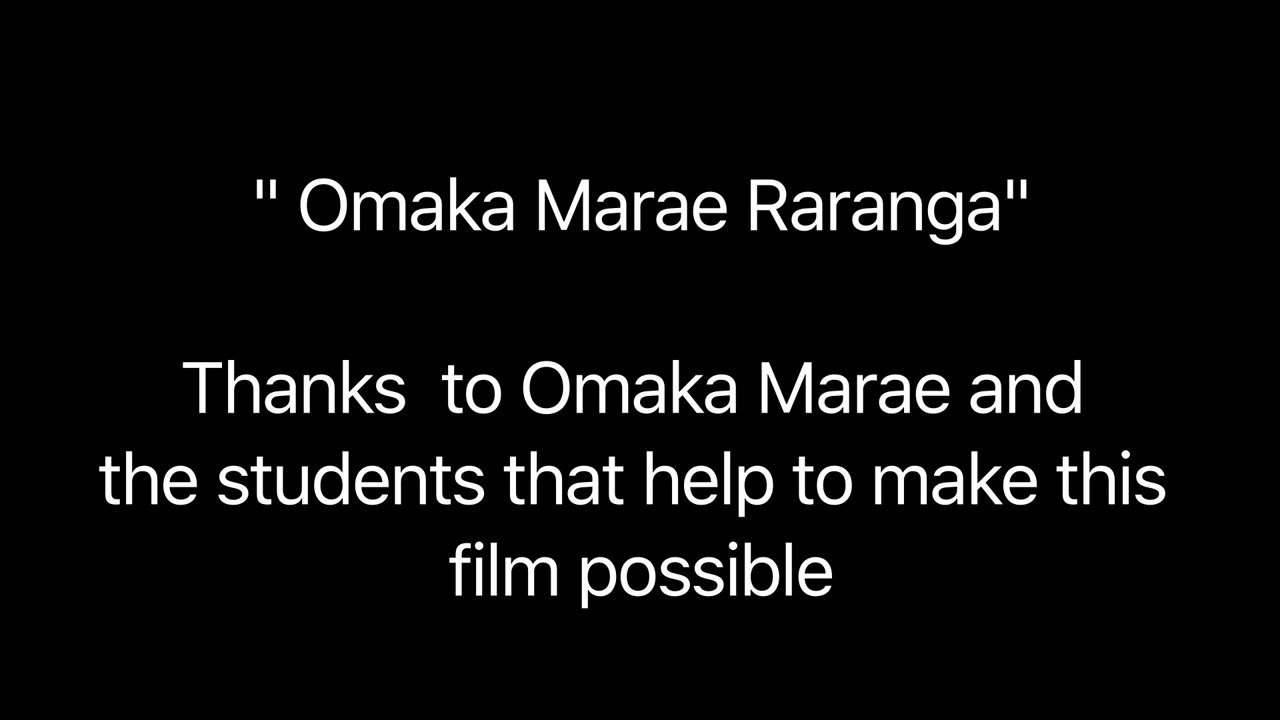 " Omaka Marae Raranga"
Thanks  to Omaka Marae and
the students that help to make this
film possible